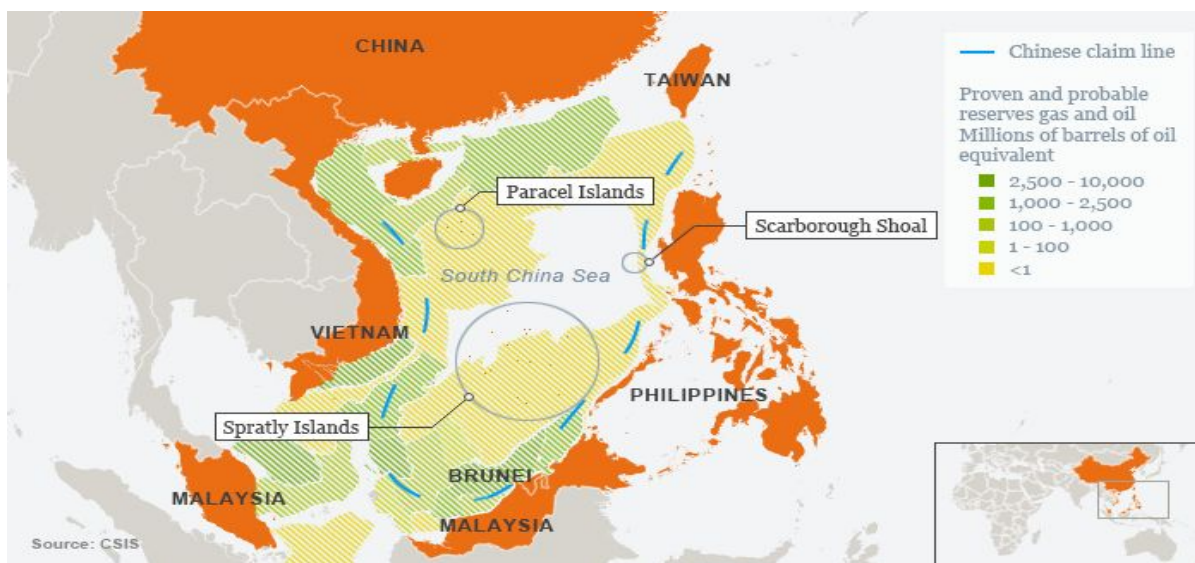 CHINA
TAIWAN
Chinese claim line
Proven and probable
reserves gas and oil
Millions of barrels of oil
equivalent
2,500 - 10,000
1,000 - 2,500
100 - 1,000
1 - 100
<1
Paracel Islands
Scarborough Shoal
South China Sea
VIETNAM
PHILIPPINES
Spratly Islands
BRUNEI
MALAYSIA
MALAYSIA
Source: CSIS